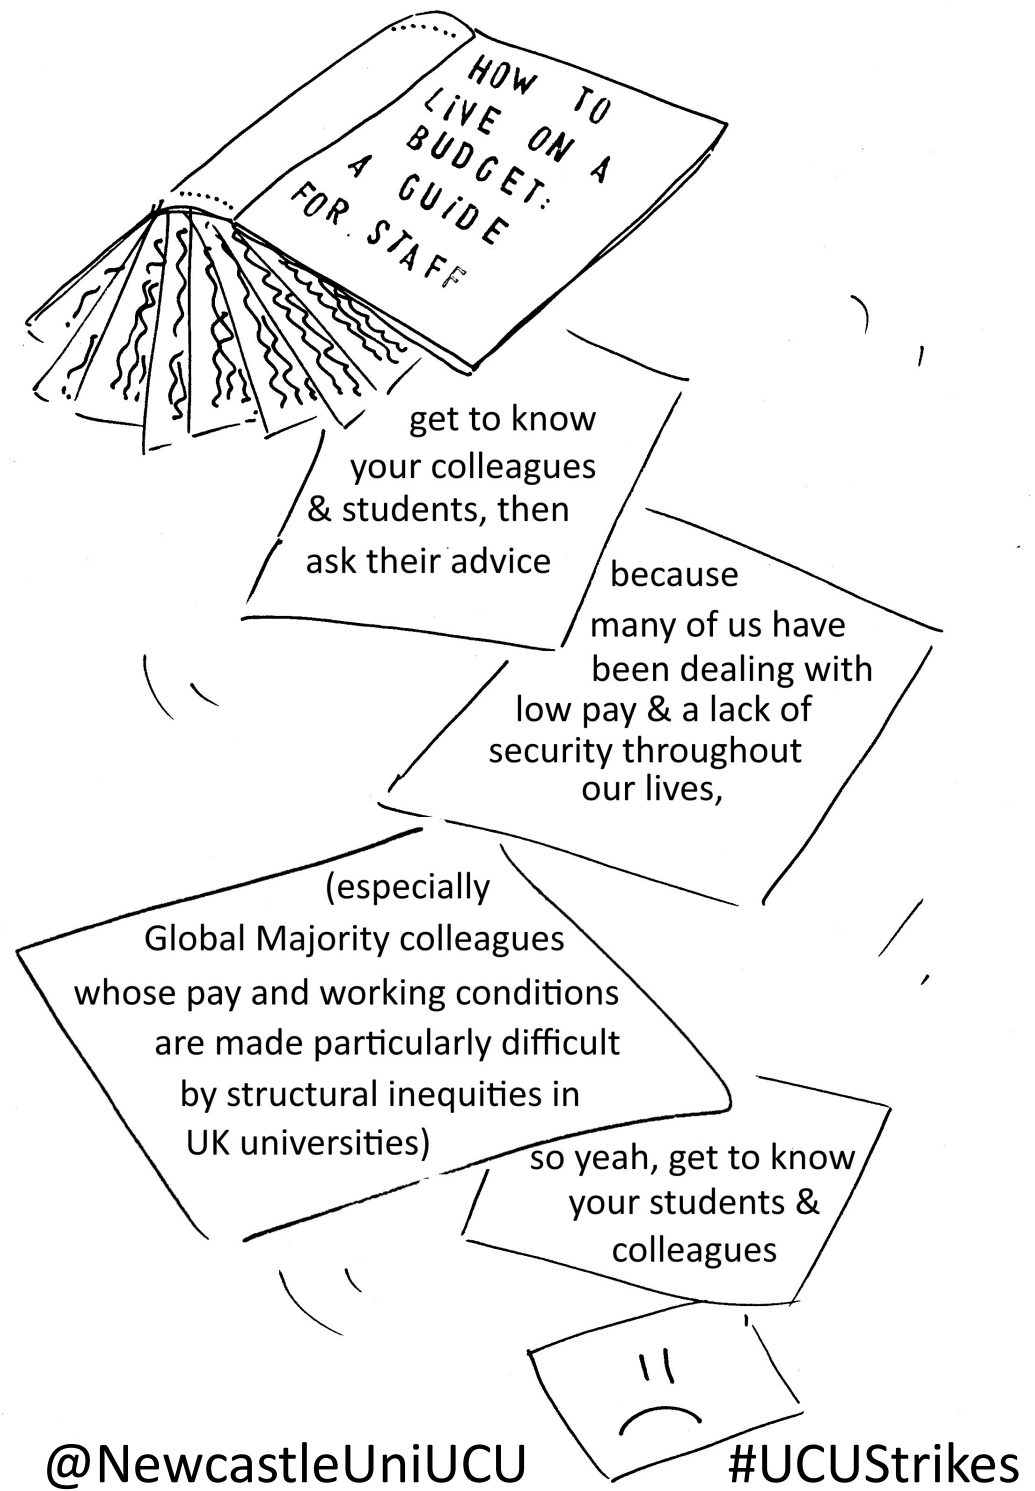 HOW TO
LiVE ON A
BUDGET:
A GUiDE
FOR STAFF
get to know
your colleagues
& students, then
ask their advice
because
many of us have
been dealing with
low pay & a lack of
security throughout
our lives,
(especially
Global Majority colleagues
whose pay and working conditions
are made particularly difficult
by structural inequities in
UK universities)
so yeah, get to know
your students &
colleagues
@NewcastleUniUCU #UCUStrikes